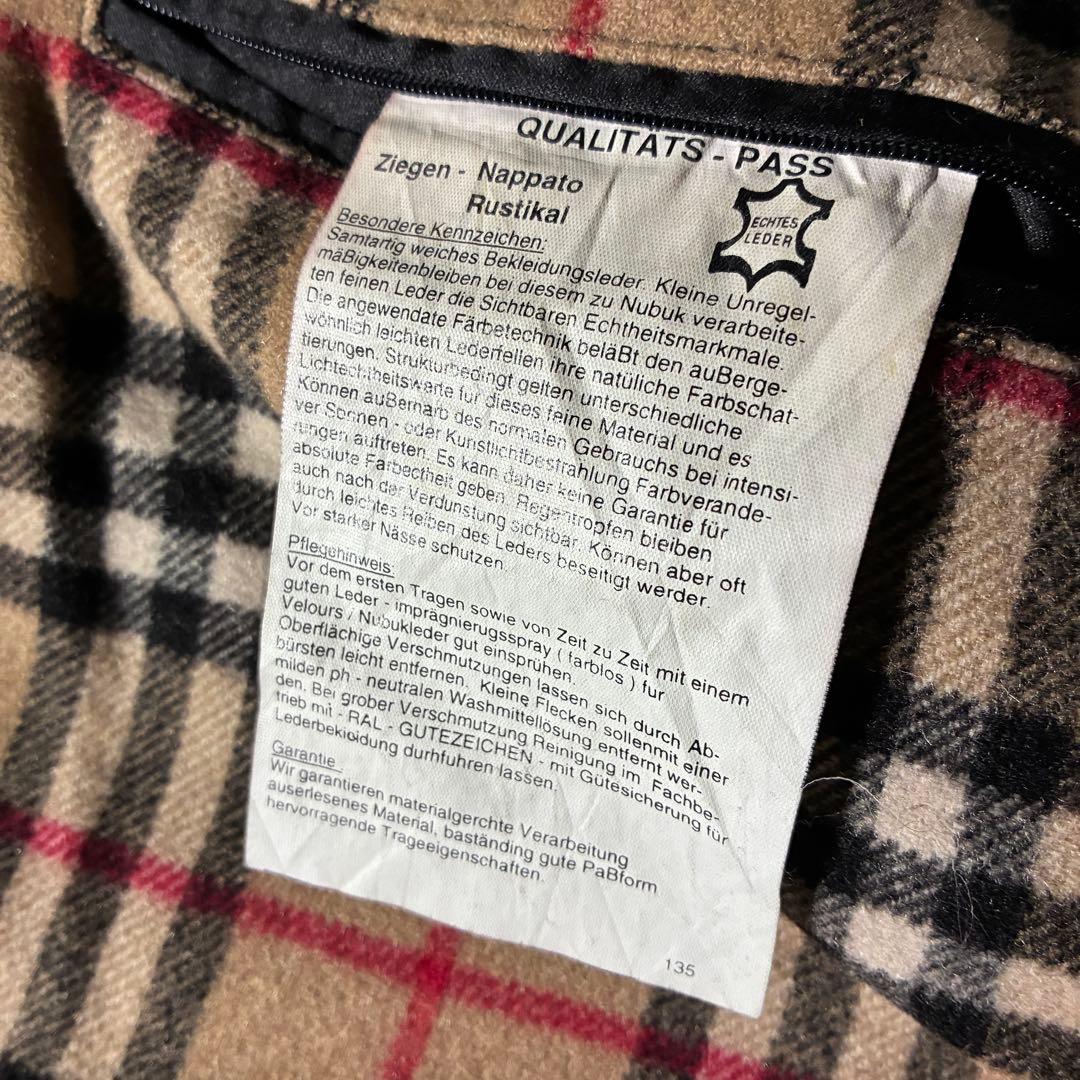 QUALITATS - PASS
Ziegen - Nappato
Rustikal
ECHTES
LEDER
Besondere Kennzeichen:
Samtartig weiches Bekleidungsleder. Kleine Unregel-
mäBigkeitenbleiben bei diesem zu Nubuk verarbeite-
ten feinen Leder die Sichtbaren Echtheitsmarkmale.
Die angewendate Färbetechnik beläBt den auBerge-
wöhnlich leichten Lederfellen ihre natüliche Farbschat-
tierungen. Strukturbedingt gelten unterschiedliche
Lichtechtheitswarte für dieses feine Material und es
Können auBernarb des normalen Gebrauchs bei intensi-
ver Sonnen - oder Kunstlichtbestrahlung Farbverande-
rungen auftreten. Es kann daher keine Garantie für
absolute Farbectheit geben. Regentropfen bleiben
auch nach der Verdunstung sichtbar. Können aber oft
durch leichtes Reiben des Leders beseitigt werder.
Vor starker Nässe schutzen.
Pflegehinweis:
Vor dem ersten Tragen sowie von Zeit zu Zeit mit einem
guten Leder - imprägnierugsspray ( farblos ) fur
Velours / Nubukleder gut einsprühen.
Oberflächige Verschmutzungen lassen sich durch Ab-
bürsten leicht entfernen. Kleine Flecken sollenmit einer
milden ph - neutralen Washmittellösung entfernt wer-
den. Bei grober Verschmutzung Reinigung im Fachbe-
trieb mit - RAL - GUTEZEICHEN - mit Gütesicherung für
Lederbekioidung durhfuhren lassen.
Garantie
Wir garantieren materialgerchte Verarbeitung
auserlesenes Material, baständing gute PaBform
hervorragende Trageeigenschaften.
135